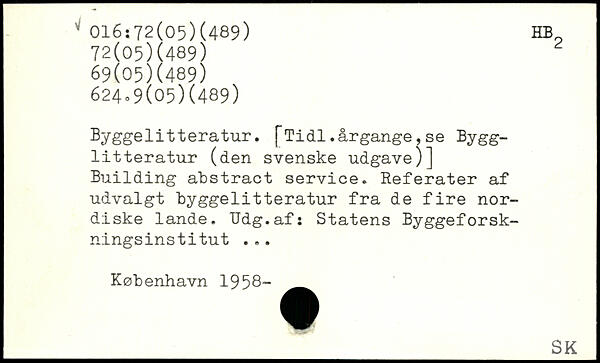 √ 016:72(05)(489) HB2
72(05)(489)
69(05)(489)
624.9(05)(489)
Byggelitteratur. [Tidl.årgange,se Bygg-
litteratur (den svenske udgave)]
Building abstract service. Referater af
udvalgt byggelitteratur fra de fire nor-
diske lande. Udg.af: Statens Byggeforsk-
ningsinstitut ...
København 1958-
SK